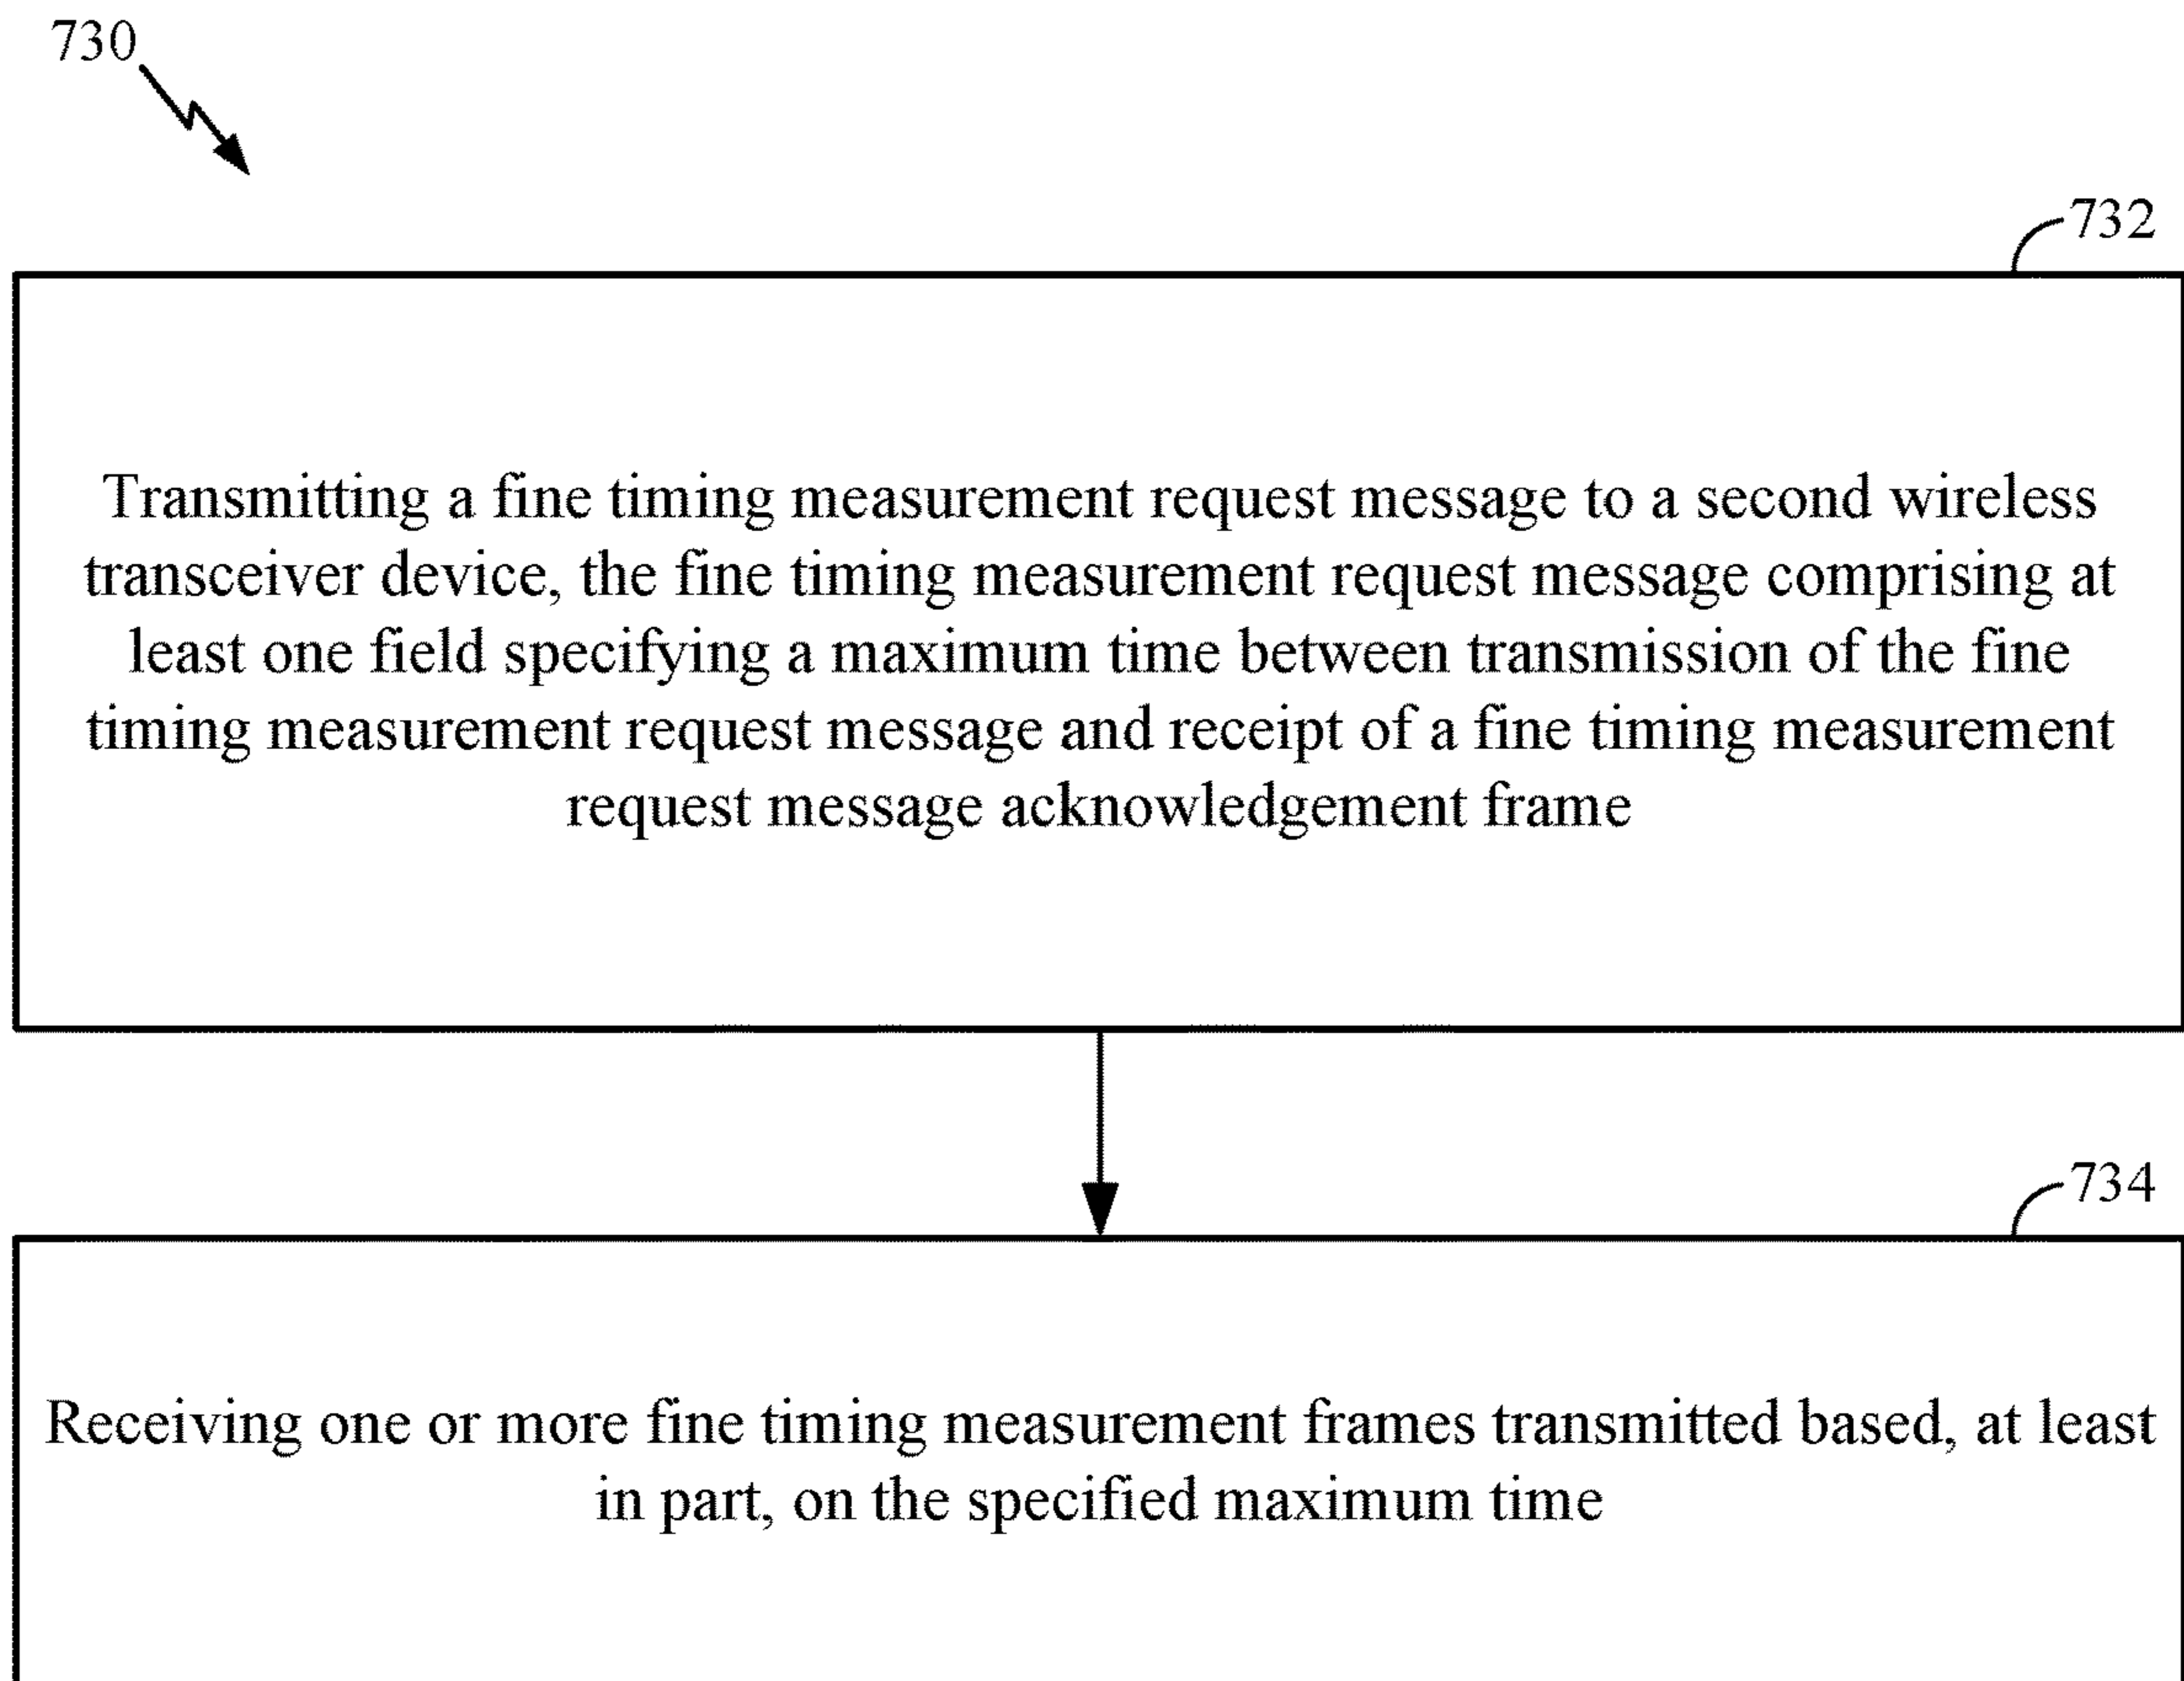 730
732
Transmitting a fine timing measurement request message to a second wireless
transceiver device, the fine timing measurement request message comprising at
least one field specifying a maximum time between transmission of the fine
timing measurement request message and receipt of a fine timing measurement
request message acknowledgement frame
734
Receiving one or more fine timing measurement frames transmitted based, at least
in part, on the specified maximum time